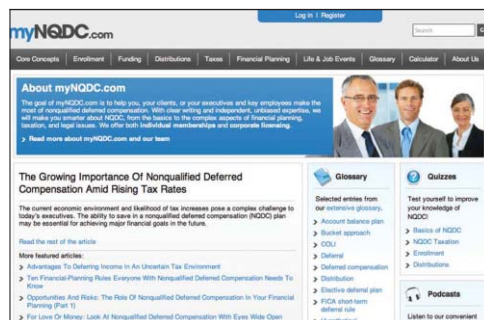 Log in | Register
myNQDC.com
Search
Core Concepts
Enrollment
Funding
Distributions
Taxes
Financial Planning
Life & Job Events
Glossary
Calculator
About Us
About myNQDC.com
The goal of myNQDC.com is to help you, your clients, or your executives and key employees make the
most of nonqualified deferred compensation. With clear writing and independent, unbiased expertise, we
will make you smarter about NQDC, from the basics to the complex aspects of financial planning,
taxation, and legal issues. We offer both individual memberships and corporate licensing.
> Read more about myNQDC.com and our team
The Growing Importance Of Nonqualified Deferred
Compensation Amid Rising Tax Rates
The current economic environment and likelihood of tax increases pose a complex challenge to
today's executives. The ability to save in a nonqualified deferred compensation (NQDC) plan
may be essential for achieving major financial goals in the future.
Read the rest of the article
More featured articles:
> Advantages To Deferring Income In An Uncertain Tax Environment
> Ten Financial-Planning Rules Everyone With Nonqualified Deferred Compensation Needs To
Know
> Opportunities And Risks: The Role Of Nonqualified Deferred Compensation In Your Financial
Planning (Part 1)
> For Love Or Money: Look At Nonqualified Deferred Compensation With Eyes Wide Open
Glossary
Selected entries from
our extensive glossary.
> Account balance plan
> Bucket approach
> COLI
> Deferral
> Deferred compensation
> Distribution
> Elective deferral plan
> FICA short-term
deferral rule
Quizzes
Test yourself to improve
your knowledge of
NQDC!
> Basics of NQDC
> NQDC Taxation
> Enrollment
> Distributions
Podcasts
Listen to our convenient